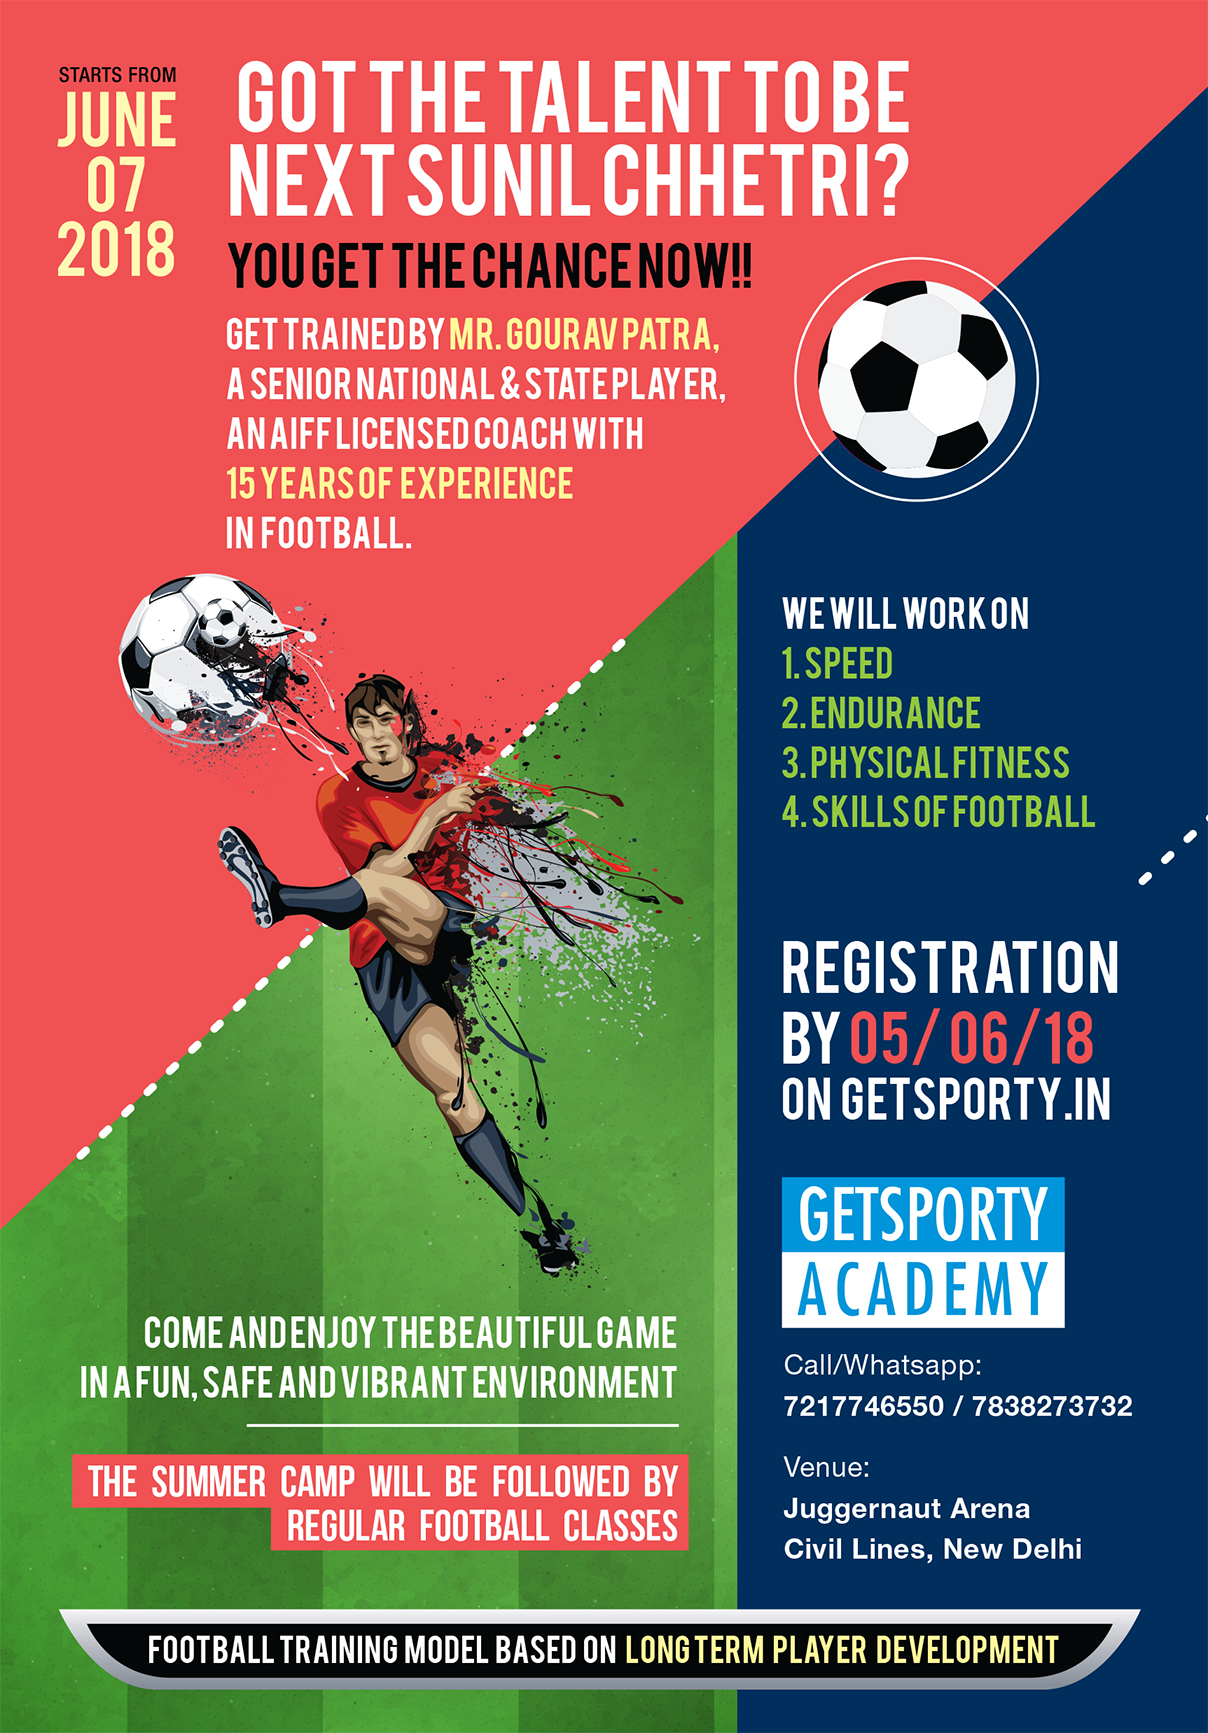 STARTS FROM
JUNE
07
2018
GOT THE TALENT TO BE
NEXT SUNIL CHHETRI?
YOU GET THE CHANCE NOW!!
GET TRAINED BY MR. GOURAV PATRA,
A SENIOR NATIONAL & STATE PLAYER,
AN AIFF LICENSED COACH WITH
15 YEARS OF EXPERIENCE
IN FOOTBALL.
WE WILL WORK ON
1. SPEED
2. ENDURANCE
3. PHYSICAL FITNESS
4. SKILLS OF FOOTBALL
REGISTRATION
BY 05/06/18
ON GETSPORTY.IN
GETSPORTY
ACADEMY
Call/Whatsapp:
7217746550 / 7838273732
Venue:
Juggernaut Arena
Civil Lines, New Delhi
COME AND ENJOY THE BEAUTIFUL GAME
IN A FUN, SAFE AND VIBRANT ENVIRONMENT
THE SUMMER CAMP WILL BE FOLLOWED BY
REGULAR FOOTBALL CLASSES
FOOTBALL TRAINING MODEL BASED ON LONG TERM PLAYER DEVELOPMENT